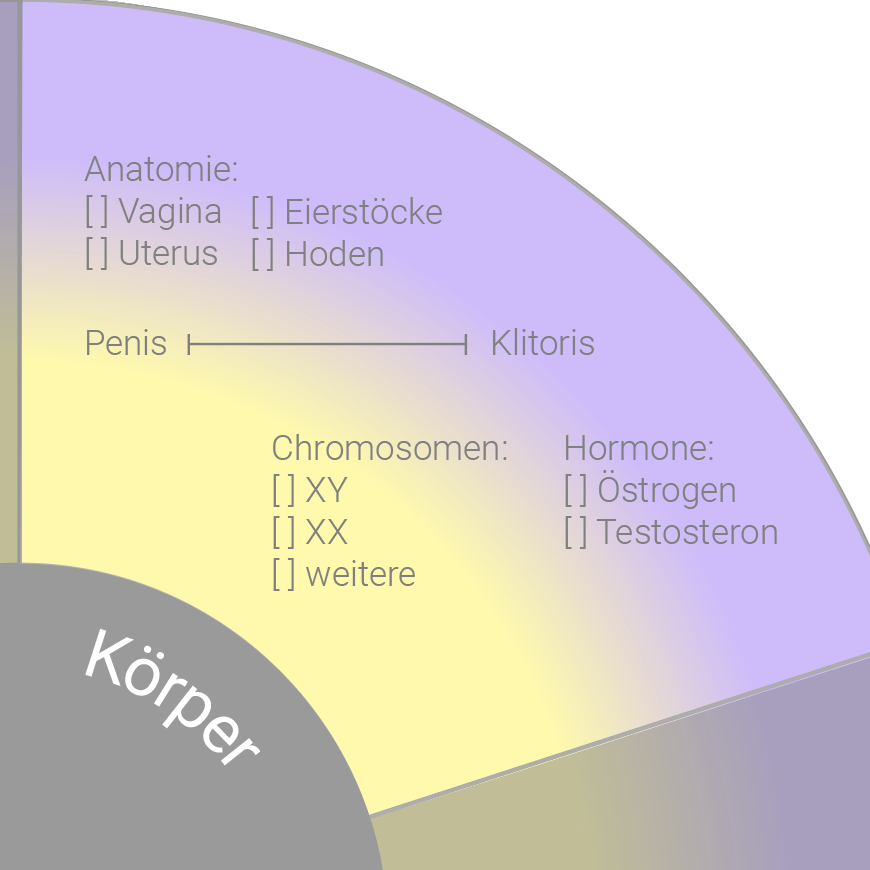 Anatomie:
[ ] Vagina [ ] Eierstöcke
[ ] Uterus [ ] Hoden
Penis Klitoris
Chromosomen:
[ ] XY
[ ] XX
[ ] weitere
Hormone:
[ ] Östrogen
[ ] Testosteron
Körper